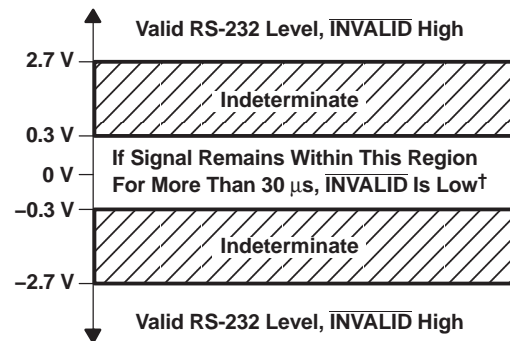 Valid RS-232 Level, INVALID High
2.7 V
Indeterminate
0.3 V
If Signal Remains Within This Region
0 V
For More Than 30 μs, INVALID Is Low†
–0.3 V
Indeterminate
–2.7 V
Valid RS-232 Level, INVALID High